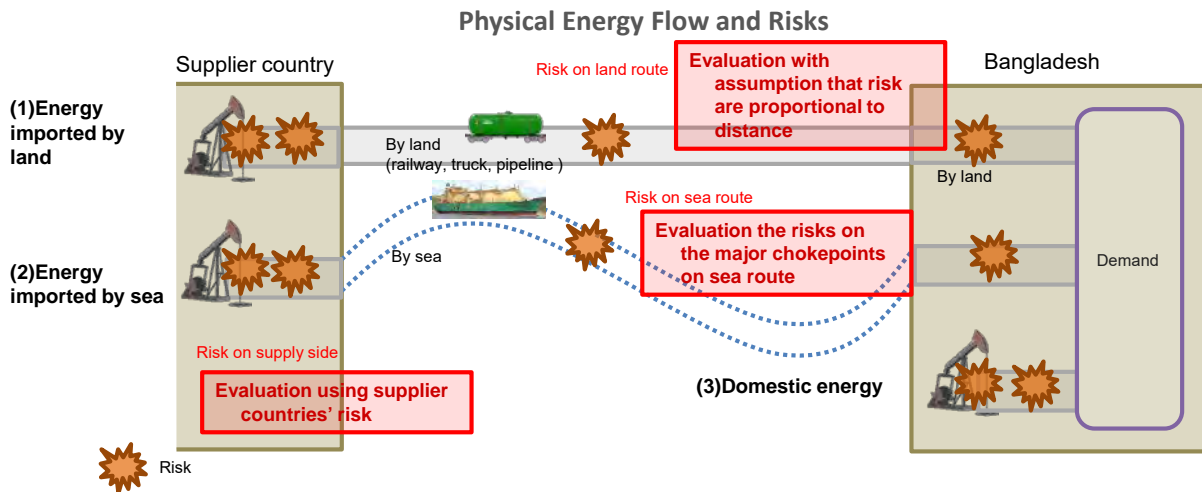 Physical Energy Flow and Risks
Supplier country
Risk on land route
Evaluation with
assumption that risk
are proportional to
distance
Bangladesh
(1)Energy
imported by
land
By land
(railway, truck, pipeline )
By land
Risk on sea route
Evaluation the risks on
the major chokepoints
on sea route
(2)Energy
imported by sea
By sea
Demand
Risk on supply side
Evaluation using supplier
countries' risk
(3)Domestic energy
Risk